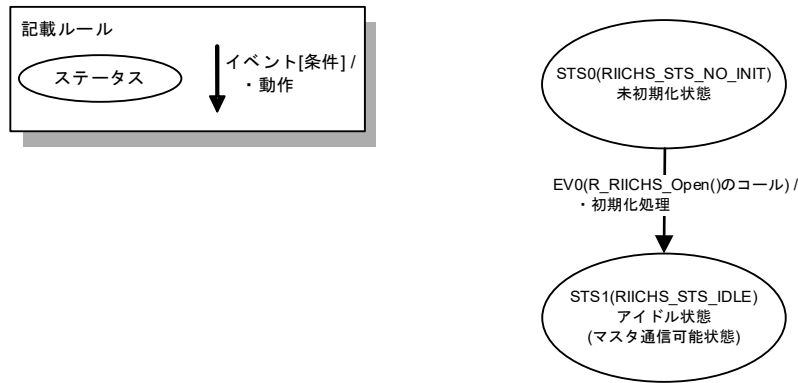 記載ルール
ステータス
イベント[条件] /
・動作
STS0(RIICHS_STS_NO_INIT)
未初期化状態
EV0(R_RIICHS_Open()のコール) /
・初期化処理
STS1(RIICHS_STS_IDLE)
アイドル状態
(マスタ通信可能状態)